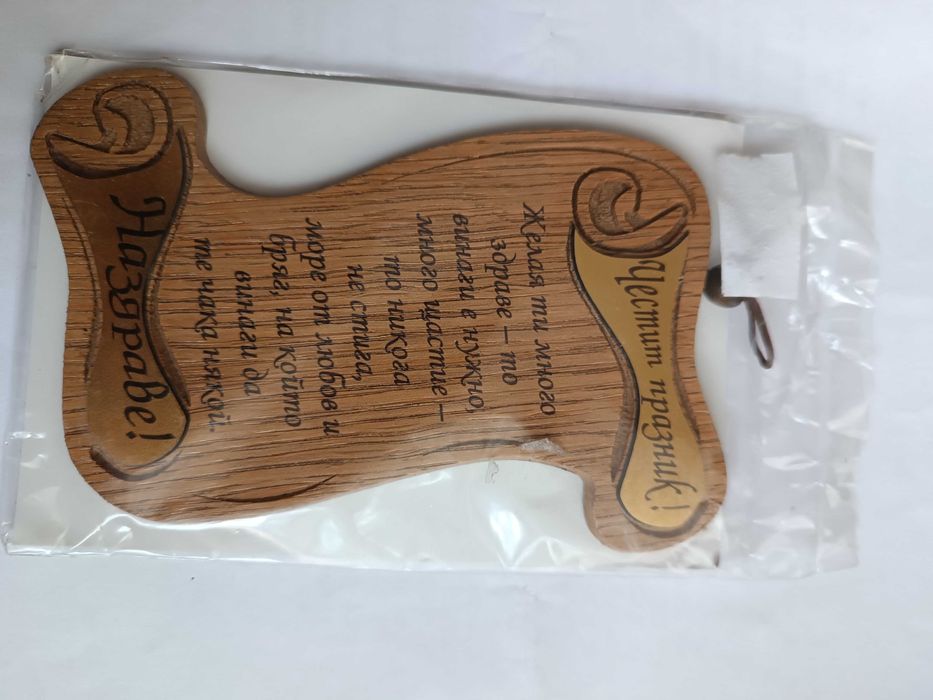 Честит празник!
Желая ти много
здраве – то
винаги е нужно,
много щастие –
то никога
не стига,
море от любов и
бряг, на който
винаги да
те чака някой.
Наздраве!